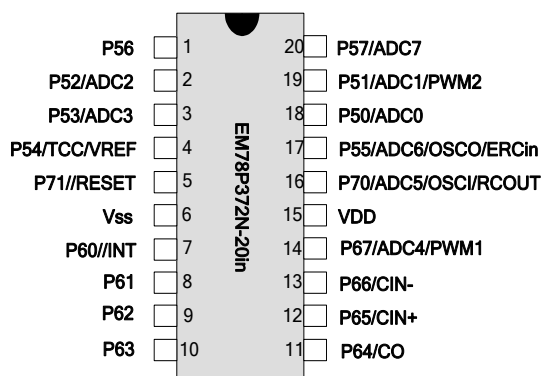 P56 1 20 P57/ADC7
P52/ADC2 2 19 P51/ADC1/PWM2
P53/ADC3 3 18 P50/ADC0
P54/TCC/VREF 4 17 P55/ADC6/OSCO/ERCin
P71//RESET 5 16 P70/ADC5/OSCI/RCOUT
Vss 6 15 VDD
P60//INT 7 14 P67/ADC4/PWM1
P61 8 13 P66/CIN-
P62 9 12 P65/CIN+
P63 10 11 P64/CO
EM78P372N-20in